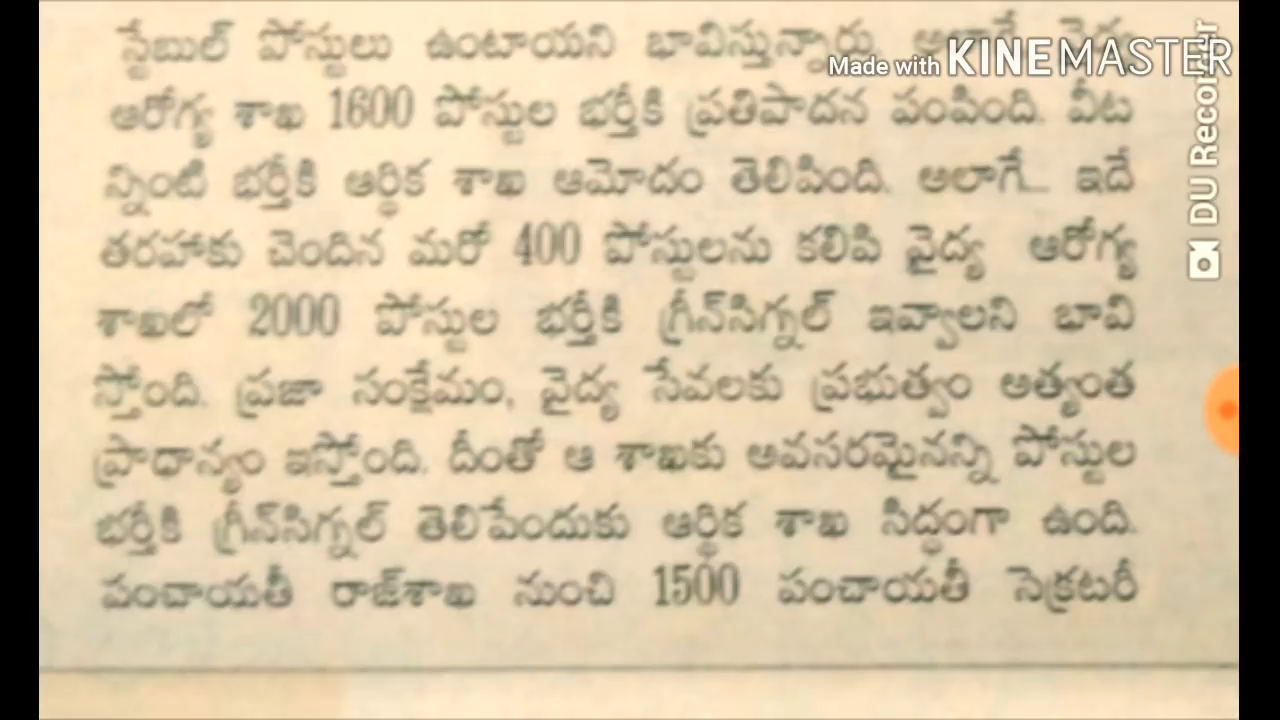 స్టేబుల్ పోస్టులు ఉంటాయని భావిస్తున్నారు.
Made with KINEMASTER
ఆరోగ్య శాఖ 1600 పోస్టుల భర్తీకి ప్రతిపాదన పంపింది. వీట
న్నింటి భర్తీకి ఆర్థిక శాఖ ఆమోదం తెలిపింది. అలాగే.. ఇదే
తరహాకు చెందిన మరో 400 పోస్టులను కలిపి వైద్య ఆరోగ్య
శాఖలో 2000 పోస్టుల భర్తీకి గ్రీన్‌సిగ్నల్ ఇవ్వాలని భావి
స్తోంది. ప్రజా సంక్షేమం, వైద్య సేవలకు ప్రభుత్వం అత్యంత
ప్రాధాన్యం ఇస్తోంది. దీంతో ఆ శాఖకు అవసరమైనన్ని పోస్టుల
భర్తీకి గ్రీన్‌సిగ్నల్ తెలిపేందుకు ఆర్థిక శాఖ సిద్ధంగా ఉంది.
పంచాయతీ రాజ్‌శాఖ నుంచి 1500 పంచాయతీ సెక్రటరీ
DU Recorder